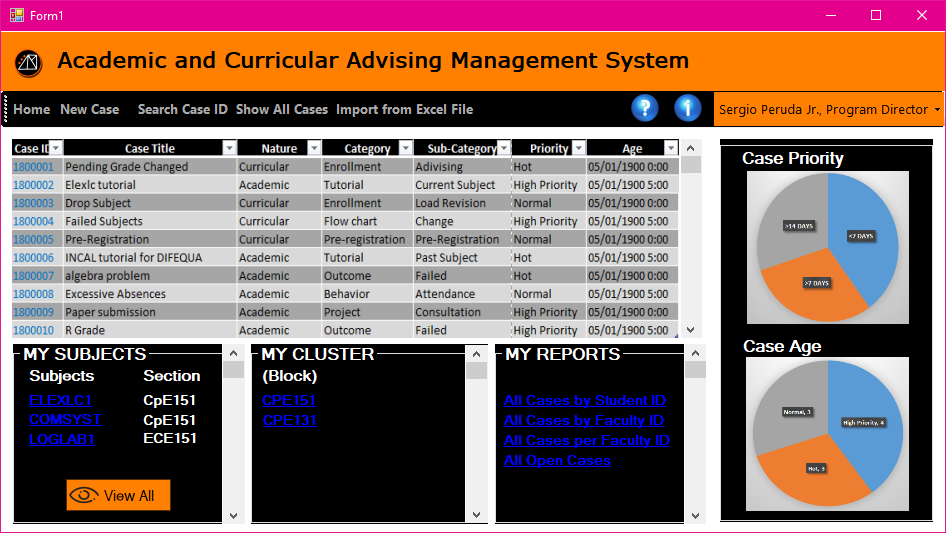 Form1
Academic and Curricular Advising Management System
Home New Case Search Case ID Show All Cases Import from Excel File ? i Sergio Peruda Jr., Program Director
Case ID Case Title Nature Category Sub-Category Priority Age
1800001 Pending Grade Changed Curricular Enrollment Adivising Hot 05/01/1900 0:00
1800002 Elexlc tutorial Academic Tutorial Current Subject High Priority 05/01/1900 5:00
1800003 Drop Subject Curricular Enrollment Load Revision Normal 05/01/1900 0:00
1800004 Failed Subjects Curricular Flow chart Change High Priority 05/01/1900 5:00
1800005 Pre-Registration Curricular Pre-registration Pre-Registration Normal 05/01/1900 0:00
1800006 INCAL tutorial for DIFEQUA Academic Tutorial Past Subject Hot 05/01/1900 5:00
1800007 algebra problem Academic Outcome Failed Hot 05/01/1900 0:00
1800008 Excessive Absences Academic Behavior Attendance Normal 05/01/1900 5:00
1800009 Paper submission Academic Project Consultation High Priority 05/01/1900 0:00
1800010 R Grade Academic Outcome Failed High Priority 05/01/1900 5:00
Case Priority
>14 DAYS
<7 DAYS
>7 DAYS
Case Age
Normal, 3
High Priority, 4
Hot, 3
MY SUBJECTS
Subjects Section
ELEXLC1 CpE151
COMSYST CpE151
LOGLAB1 ECE151
View All
MY CLUSTER
(Block)
CPE151
CPE131
MY REPORTS
All Cases by Student ID
All Cases by Faculty ID
All Cases per Faculty ID
All Open Cases